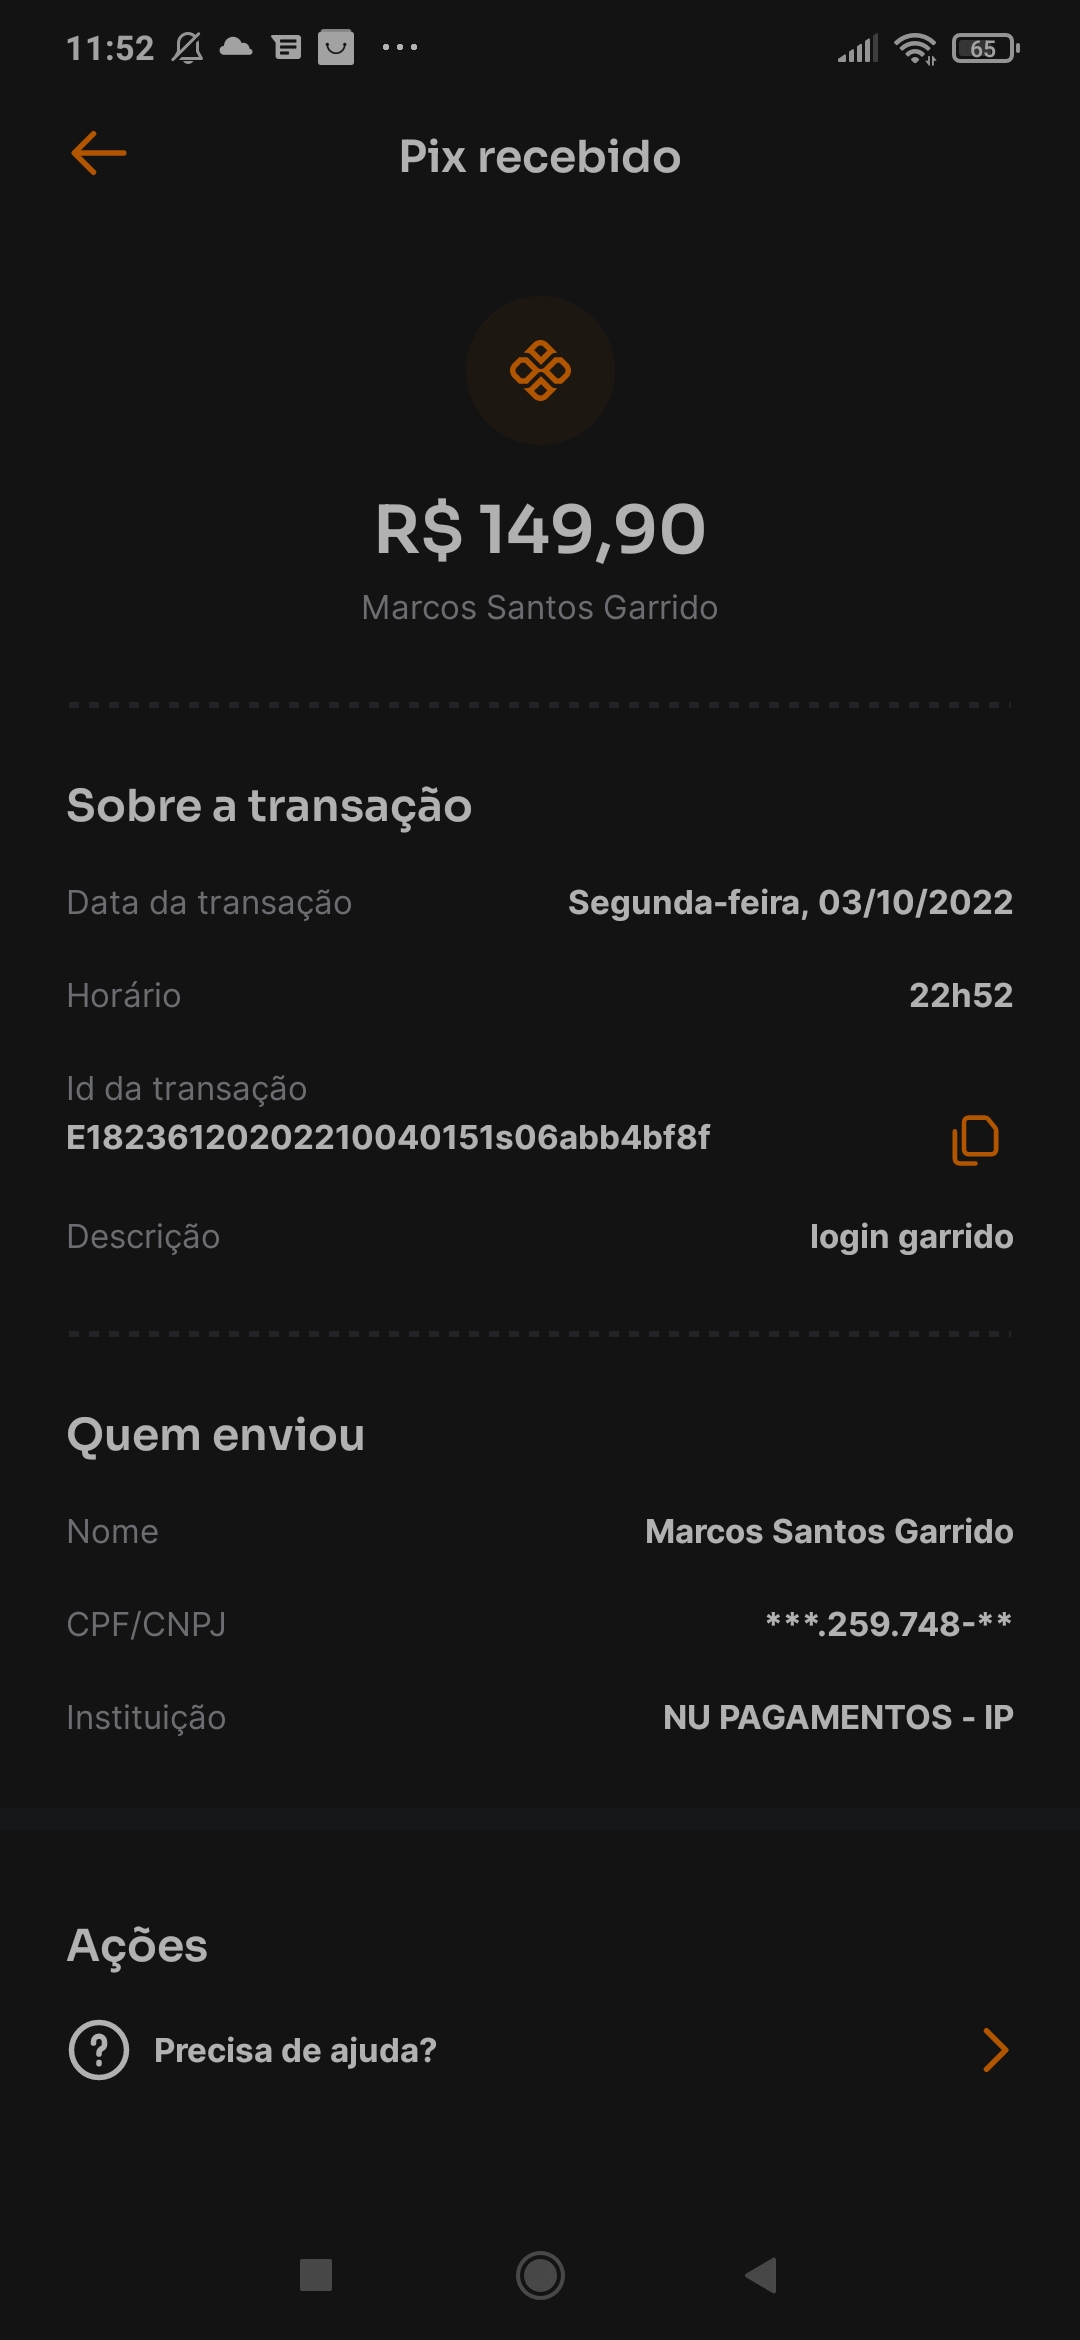 11:52
65
Pix recebido
R$ 149,90
Marcos Santos Garrido
Sobre a transação
Data da transação Segunda-feira, 03/10/2022
Horário 22h52
Id da transação
E18236120202210040151s06abb4bf8f
Descrição login garrido
Quem enviou
Nome Marcos Santos Garrido
CPF/CNPJ ***.259.748-**
Instituição NU PAGAMENTOS - IP
Ações
Precisa de ajuda?